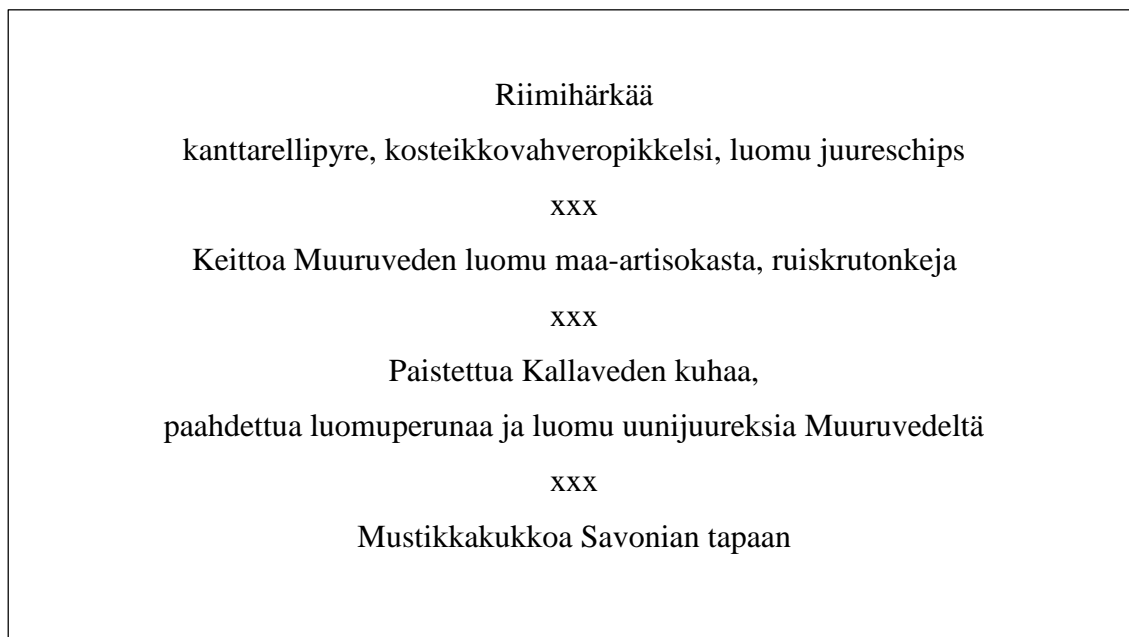 Riimihärkää
kanttarellipyre, kosteikkovahveropikkelsi, luomu juureschips
xxx
Keittoa Muuruveden luomu maa-artisokasta, ruiskrutonkeja
xxx
Paistettua Kallaveden kuhaa,
paahdettua luomuperunaa ja luomu uunijuureksia Muuruvedeltä
xxx
Mustikkakukkoa Savonian tapaan